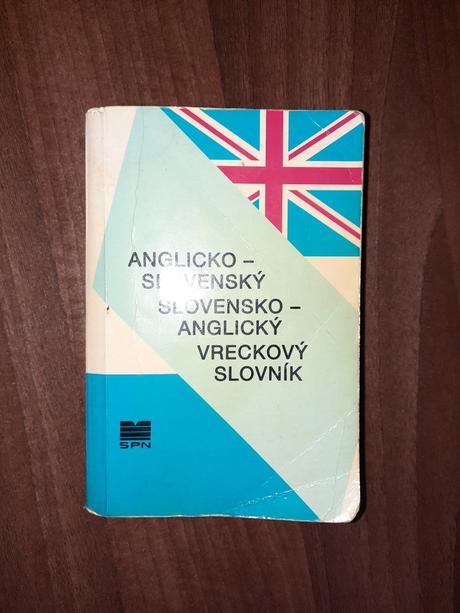 ANGLICKO –
SLOVENSKÝ
SLOVENSKO –
ANGLICKÝ
VRECKOVÝ
SLOVNÍK
SPN